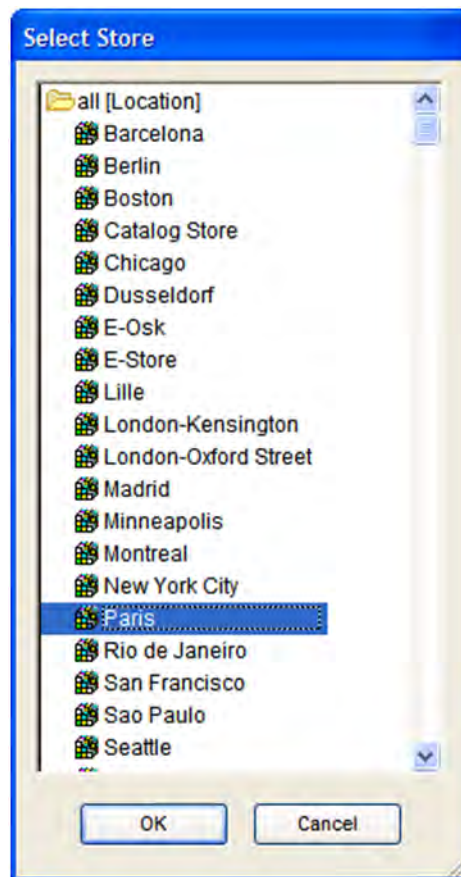 Select Store
all [Location]
Barcelona
Berlin
Boston
Catalog Store
Chicago
Dusseldorf
E-Osk
E-Store
Lille
London-Kensington
London-Oxford Street
Madrid
Minneapolis
Montreal
New York City
Paris
Rio de Janeiro
San Francisco
Sao Paulo
Seattle
OK Cancel